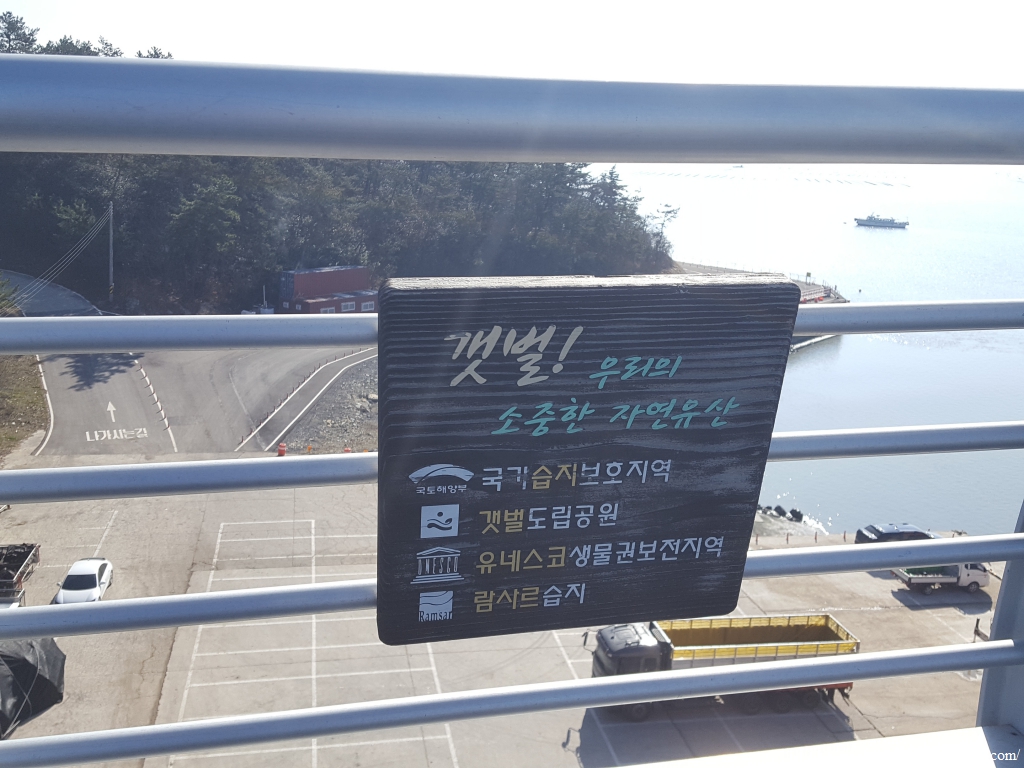 갯벌! 우리의
소중한 자연유산
국토해양부
국가습지보호지역
갯벌도립공원
UNESCO
유네스코생물권보전지역
Ramsar
람사르습지
나가시는길
com/